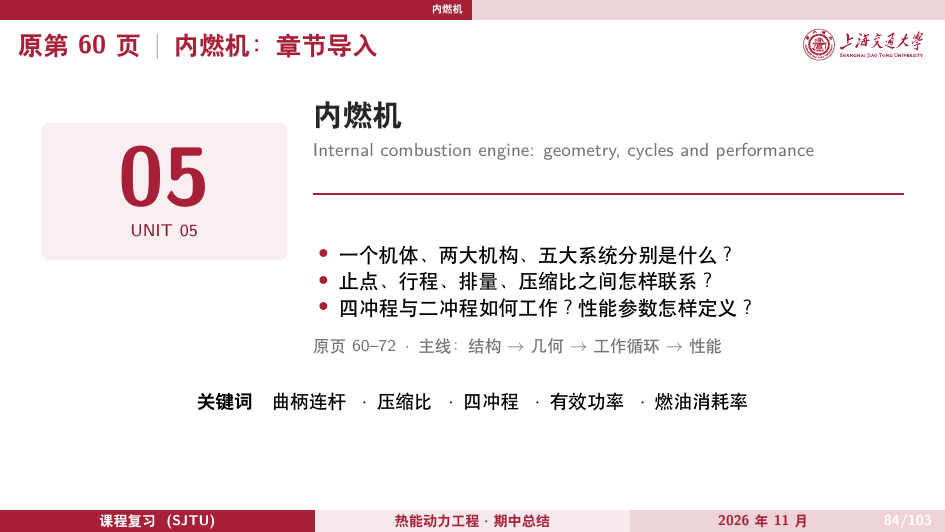 内燃机
原第 60 页 | 内燃机：章节导入
上海交通大学
SHANGHAI JIAO TONG UNIVERSITY
05
UNIT 05
内燃机
Internal combustion engine: geometry, cycles and performance
• 一个机体、两大机构、五大系统分别是什么？
• 止点、行程、排量、压缩比之间怎样联系？
• 四冲程与二冲程如何工作？性能参数怎样定义？
原页 60–72 · 主线：结构 → 几何 → 工作循环 → 性能
关键词 曲柄连杆 · 压缩比 · 四冲程 · 有效功率 · 燃油消耗率
课程复习 (SJTU) 热能动力工程 · 期中总结 2026 年 11 月 84/103